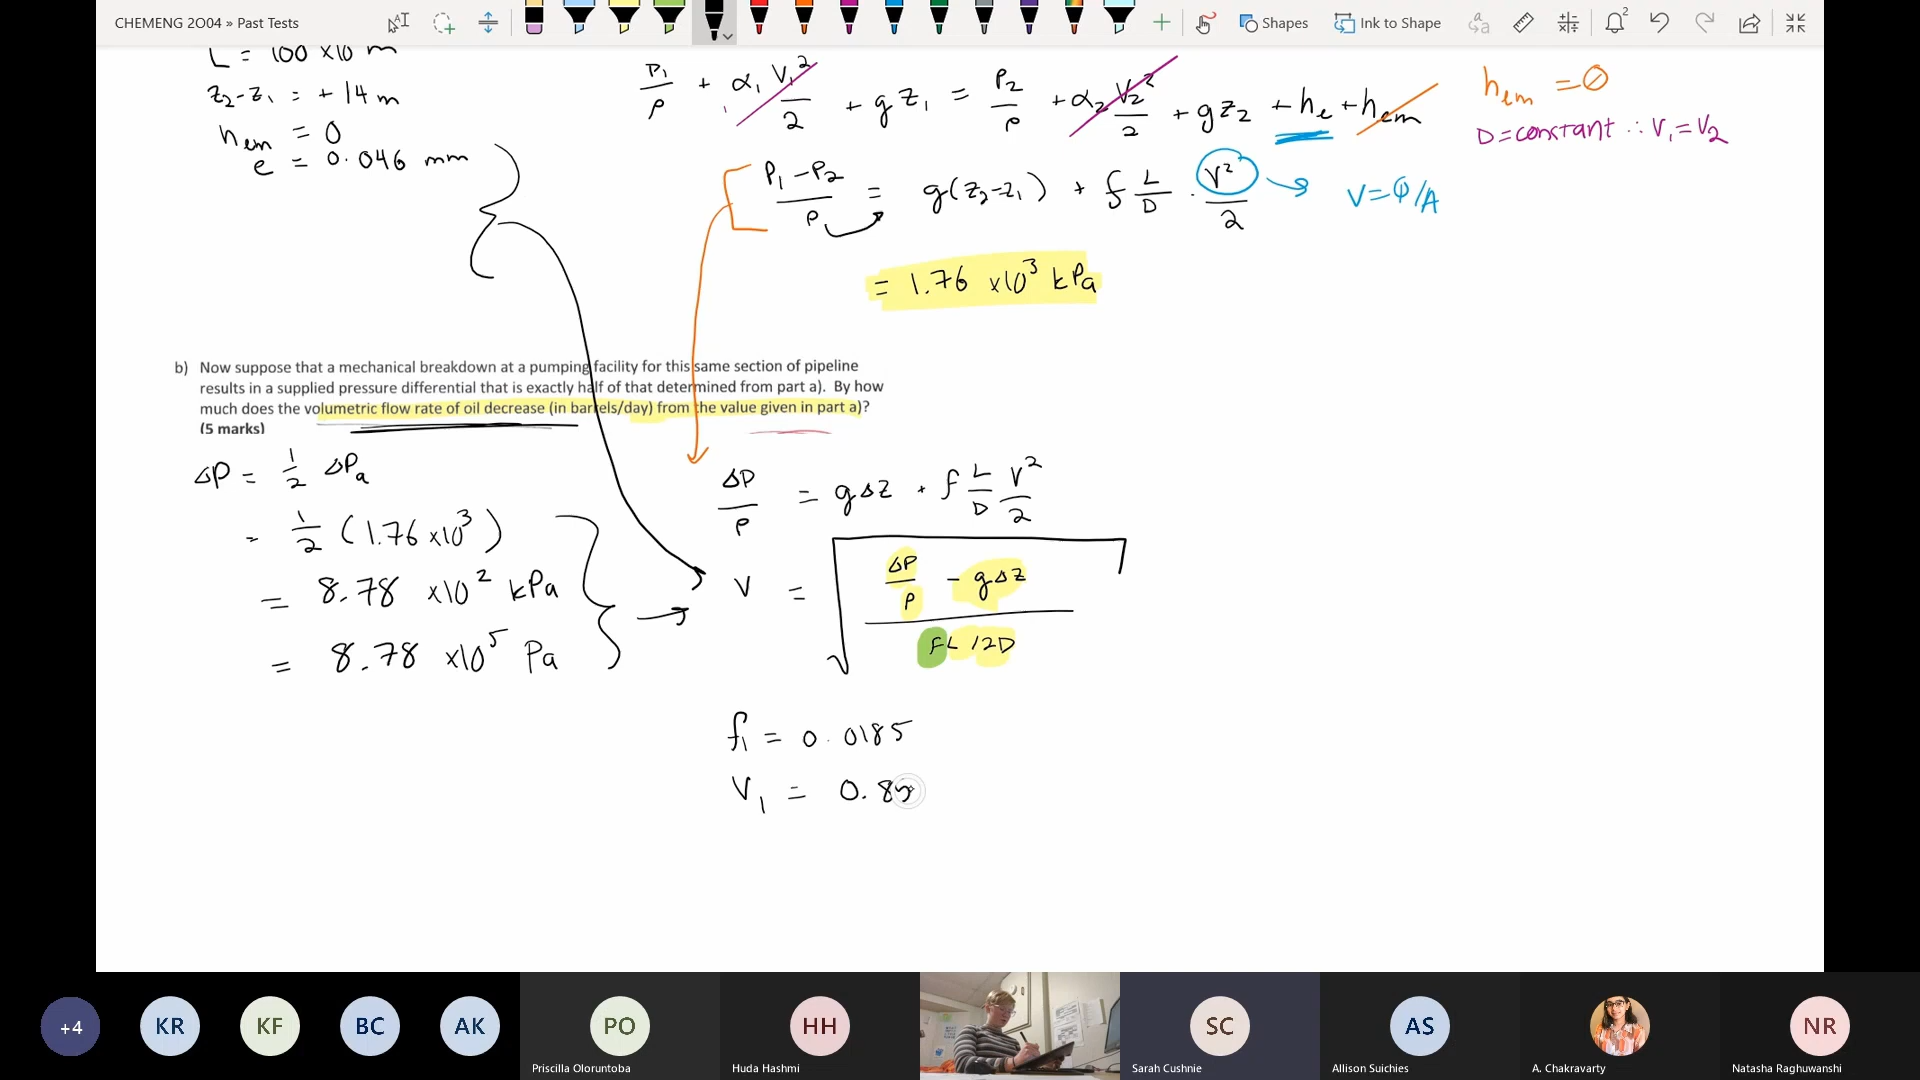 CHEMENG 2O04 » Past Tests
Shapes
Ink to Shape
2
L = 100 x10 m
z2-z1 = +14m
hem = 0
e = 0.046 mm
P1/ρ + α1 V1²/2 + gz1 = P2/ρ + α2 V2²/2 + gz2 + he + hem
hem = 0
D=constant ∴ V1=V2
P1-P2/ρ = g(z2-z1) + f L/D · V²/2
V=Q/A
= 1.76 x10³ kPa
b) Now suppose that a mechanical breakdown at a pumping facility for this same section of pipeline
results in a supplied pressure differential that is exactly half of that determined from part a). By how
much does the volumetric flow rate of oil decrease (in barrels/day) from the value given in part a)?
(5 marks)
ΔP = 1/2 ΔPa
= 1/2 (1.76 x10³)
= 8.78 x10² kPa
= 8.78 x10⁵ Pa
ΔP/ρ = gΔz + f L/D V²/2
V = √ ΔP/ρ - gΔz / fL/2D
f1 = 0.0185
V1 = 0.85
+4
KR
KF
BC
AK
PO
Priscilla Oloruntoba
HH
Huda Hashmi
SC
Sarah Cushnie
AS
Allison Suichies
A. Chakravarty
NR
Natasha Raghuwanshi